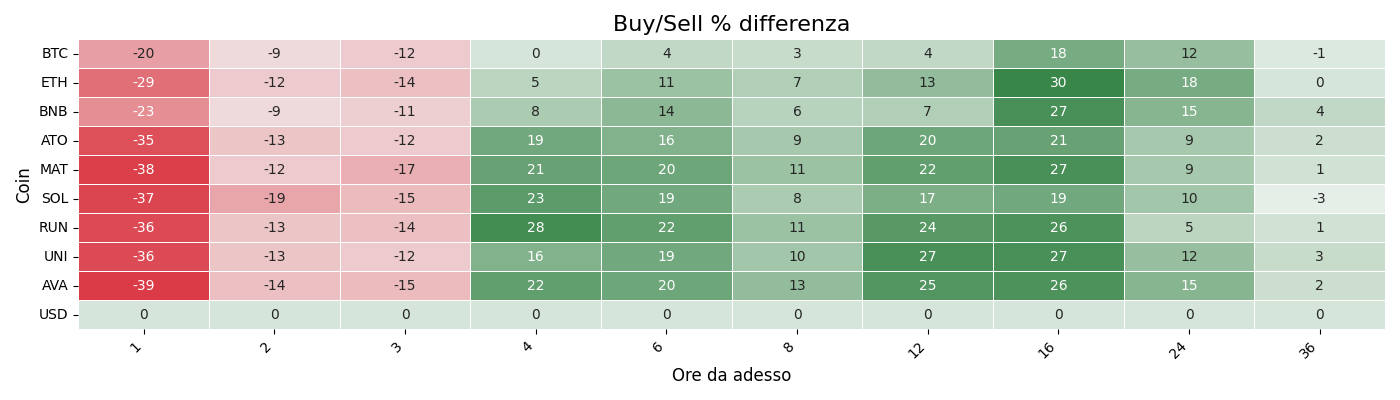 Buy/Sell % differenza
Coin
BTC -20 -9 -12 0 4 3 4 18 12 -1
ETH -29 -12 -14 5 11 7 13 30 18 0
BNB -23 -9 -11 8 14 6 7 27 15 4
ATO -35 -13 -12 19 16 9 20 21 9 2
MAT -38 -12 -17 21 20 11 22 27 9 1
SOL -37 -19 -15 23 19 8 17 19 10 -3
RUN -36 -13 -14 28 22 11 24 26 5 1
UNI -36 -13 -12 16 19 10 27 27 12 3
AVA -39 -14 -15 22 20 13 25 26 15 2
USD 0 0 0 0 0 0 0 0 0 0
1 2 3 4 6 8 12 16 24 36
Ore da adesso